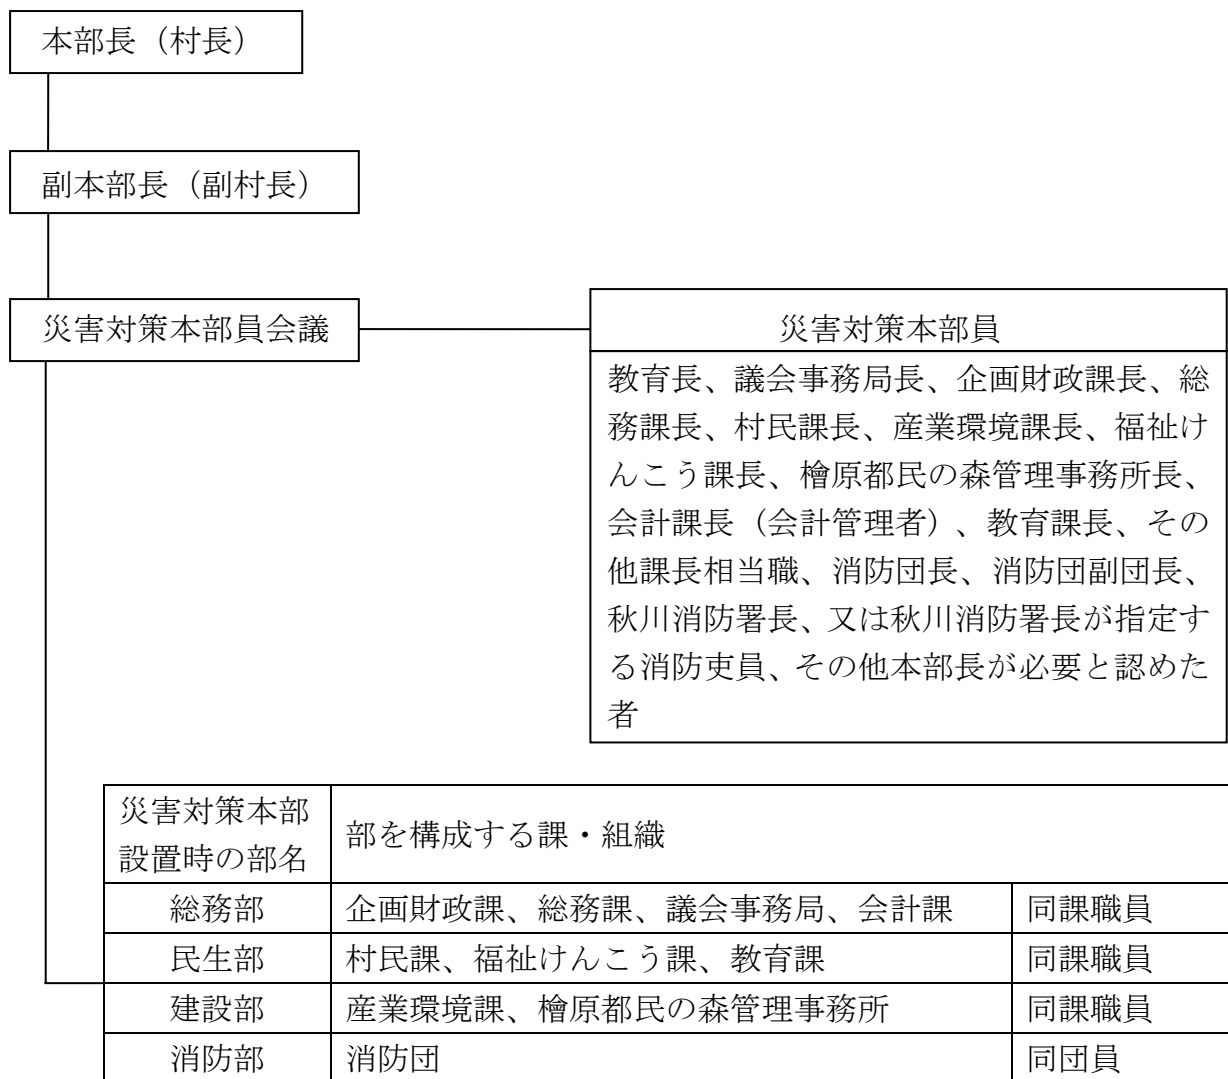 本部長（村長）
副本部長（副村長）
災害対策本部員会議
災害対策本部員
教育長、議会事務局長、企画財政課長、総
務課長、村民課長、産業環境課長、福祉け
んこう課長、檜原都民の森管理事務所長、
会計課長（会計管理者）、教育課長、その
他課長相当職、消防団長、消防団副団長、
秋川消防署長、又は秋川消防署長が指定す
る消防吏員、その他本部長が必要と認めた
者
災害対策本部
設置時の部名
部を構成する課・組織
総務部 企画財政課、総務課、議会事務局、会計課 同課職員
民生部 村民課、福祉けんこう課、教育課 同課職員
建設部 産業環境課、檜原都民の森管理事務所 同課職員
消防部 消防団 同団員